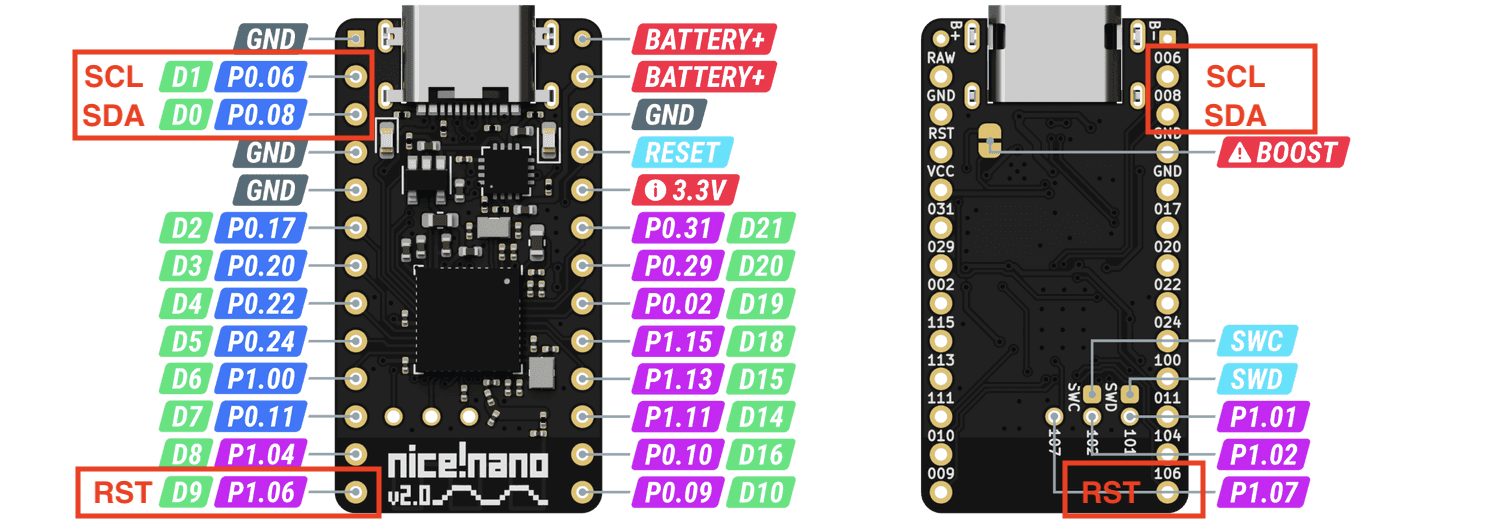 GND
SCL D1 P0.06
SDA D0 P0.08
GND
GND
D2 P0.17
D3 P0.20
D4 P0.22
D5 P0.24
D6 P1.00
D7 P0.11
D8 P1.04
RST D9 P1.06
nice!nano
v2.0
BATTERY+
BATTERY+
GND
RESET
3.3V
P0.31 D21
P0.29 D20
P0.02 D19
P1.15 D18
P1.13 D15
P1.11 D14
P0.10 D16
P0.09 D10
B+
RAW
GND
RST
VCC
031
029
002
115
113
111
010
009
B-
006
008
GND
GND
017
020
022
024
100
011
104
106
SWC
SWD
107
102
101
SCL
SDA
BOOST
SWC
SWD
P1.01
P1.02
P1.07
RST